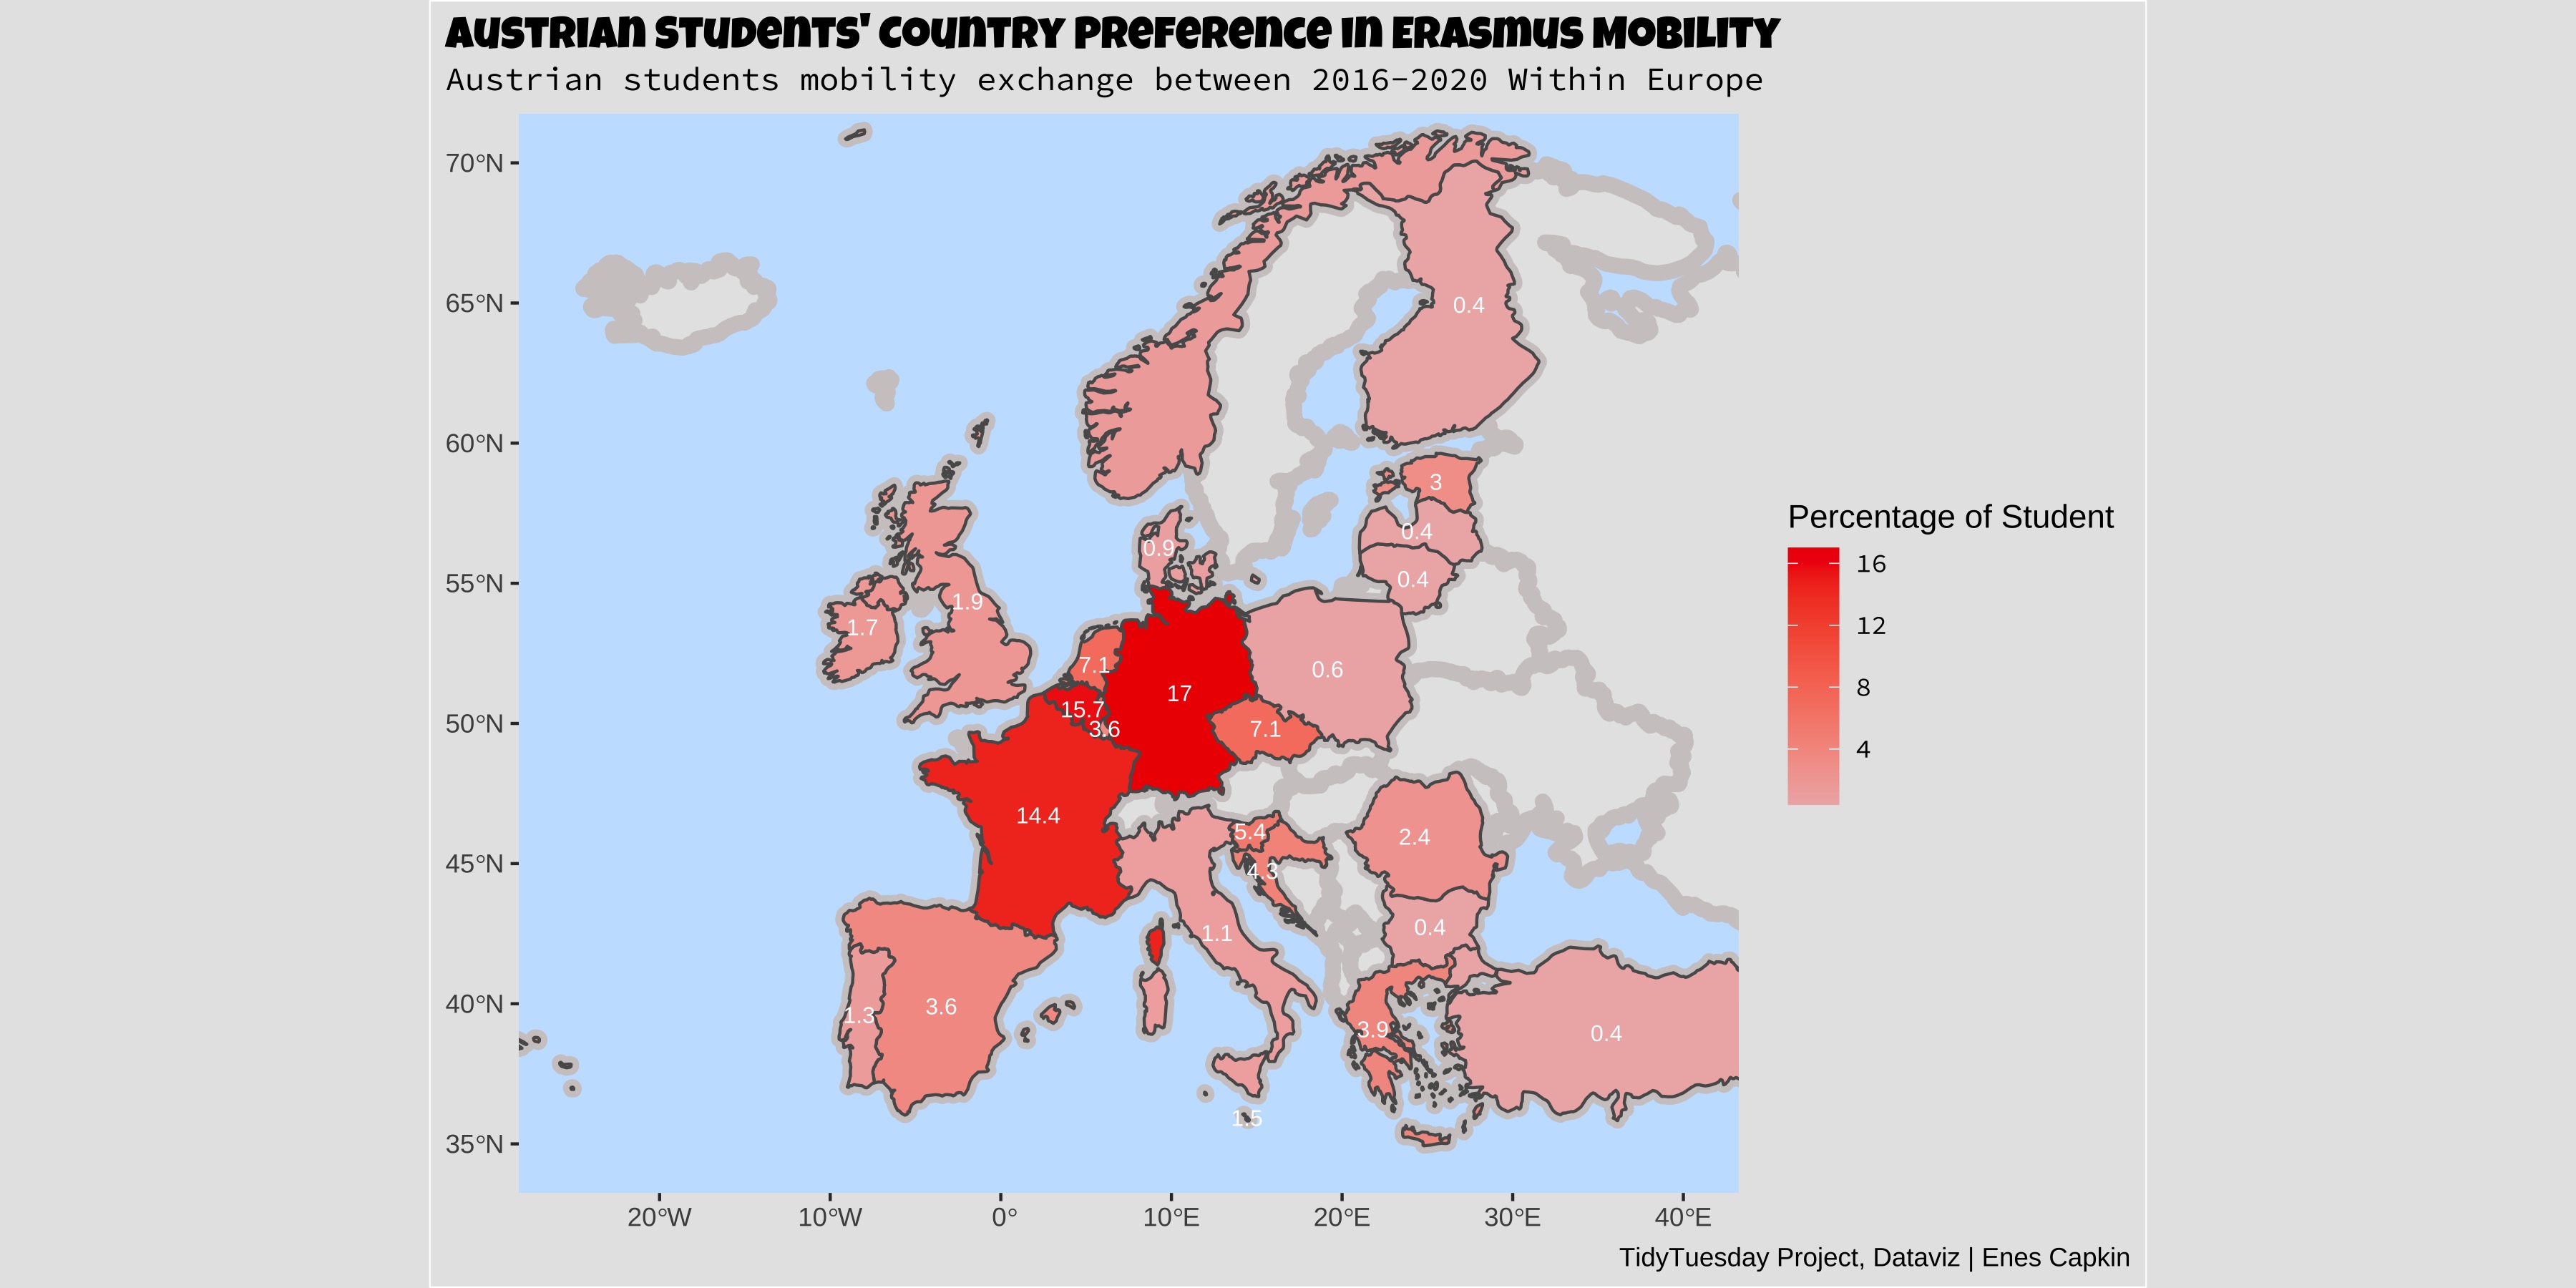 Austrian Students' Country Preference in Erasmus Mobility
Austrian students mobility exchange between 2016-2020 Within Europe
70°N
65°N
0.4
60°N
3
0.4
0.9
55°N
0.4
1.9
1.7
7.1
0.6
17
15.7
50°N
3.6
7.1
14.4
5.4
2.4
45°N
4.3
0.4
1.1
40°N
3.6
1.3
3.9
0.4
1.5
35°N
20°W 10°W 0° 10°E 20°E 30°E 40°E
Percentage of Student
16
12
8
4
TidyTuesday Project, Dataviz | Enes Capkin